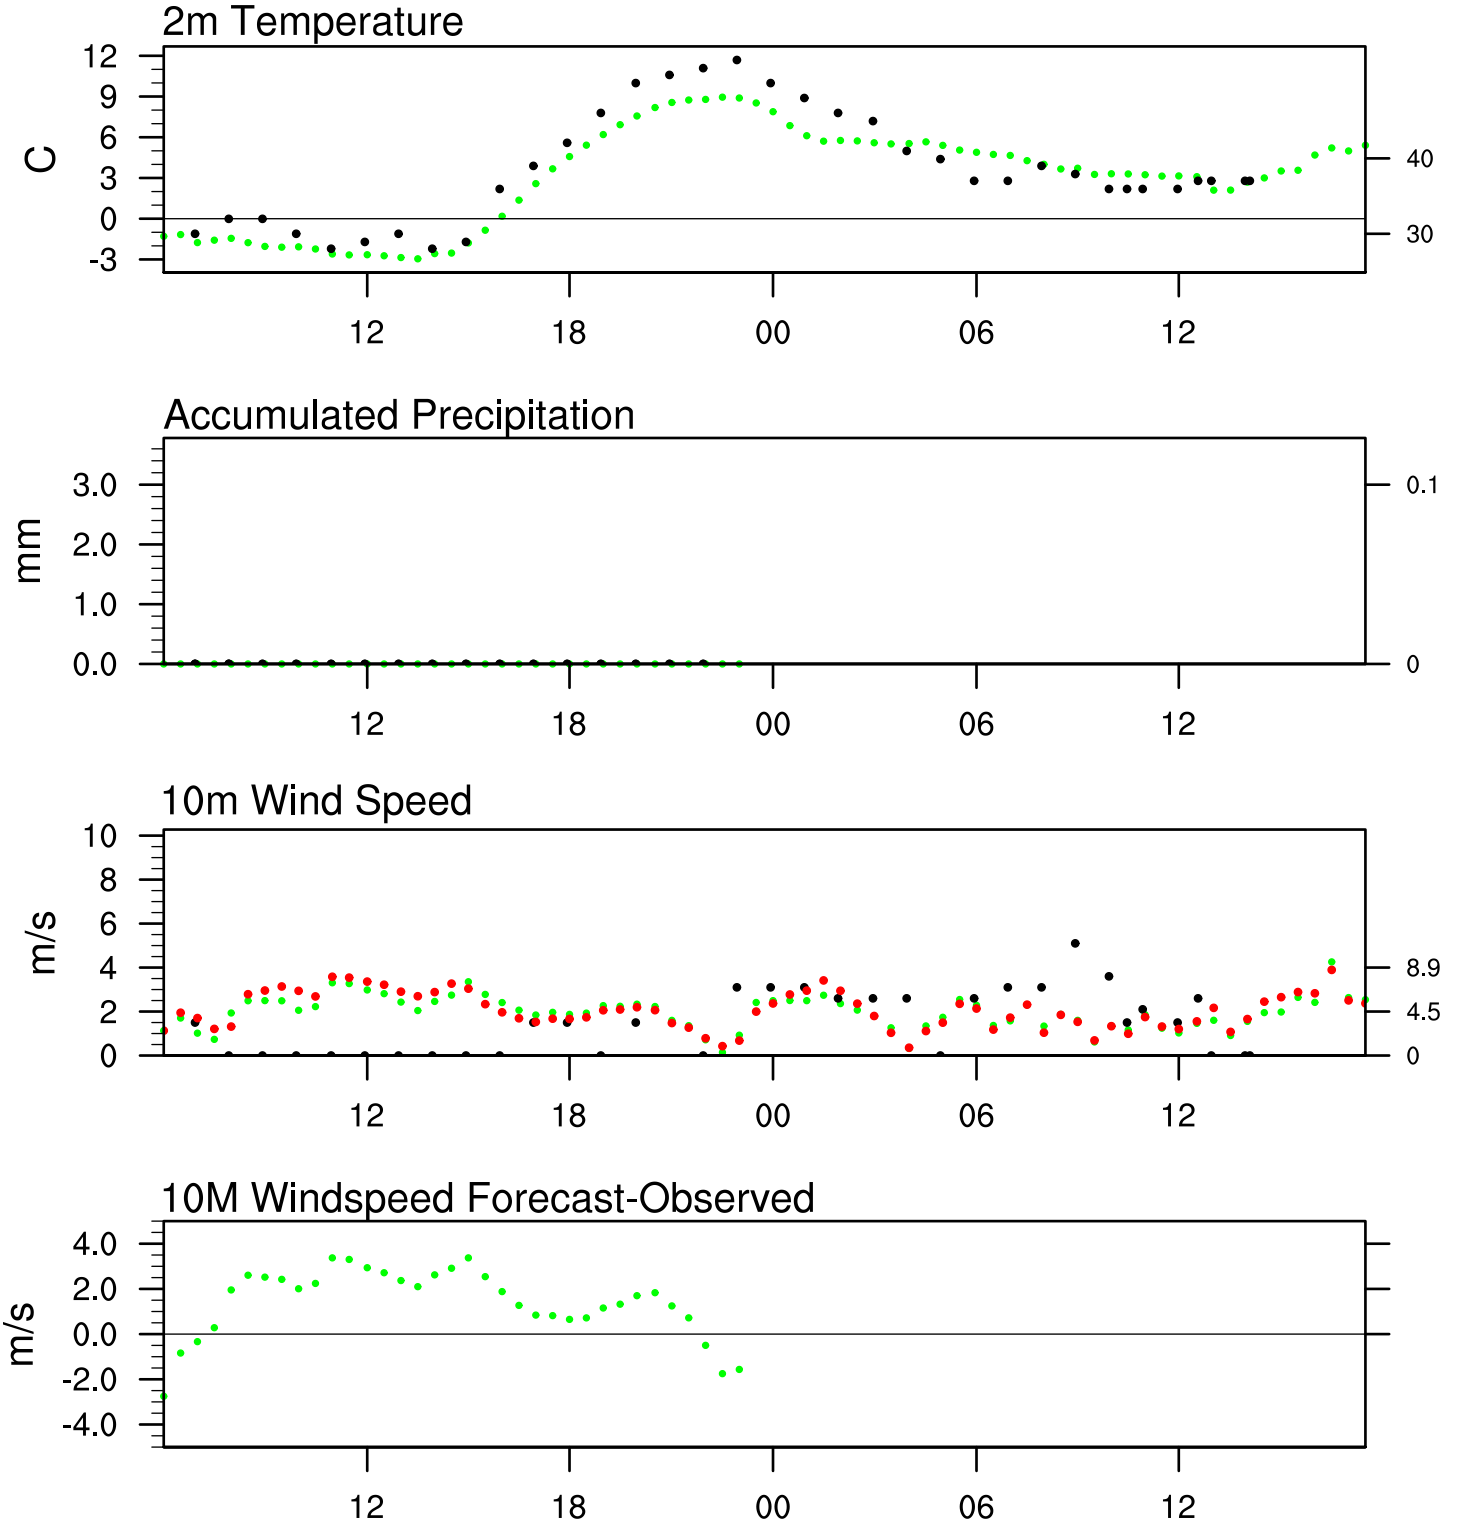 2m Temperature
12
9
6
3
0
-3
C
40
30
12 18 00 06 12
Accumulated Precipitation
3.0
2.0
1.0
0.0
mm
0.1
0
12 18 00 06 12
10m Wind Speed
10
8
6
4
2
0
m/s
8.9
4.5
0
12 18 00 06 12
10M Windspeed Forecast-Observed
4.0
2.0
0.0
-2.0
-4.0
m/s
12 18 00 06 12